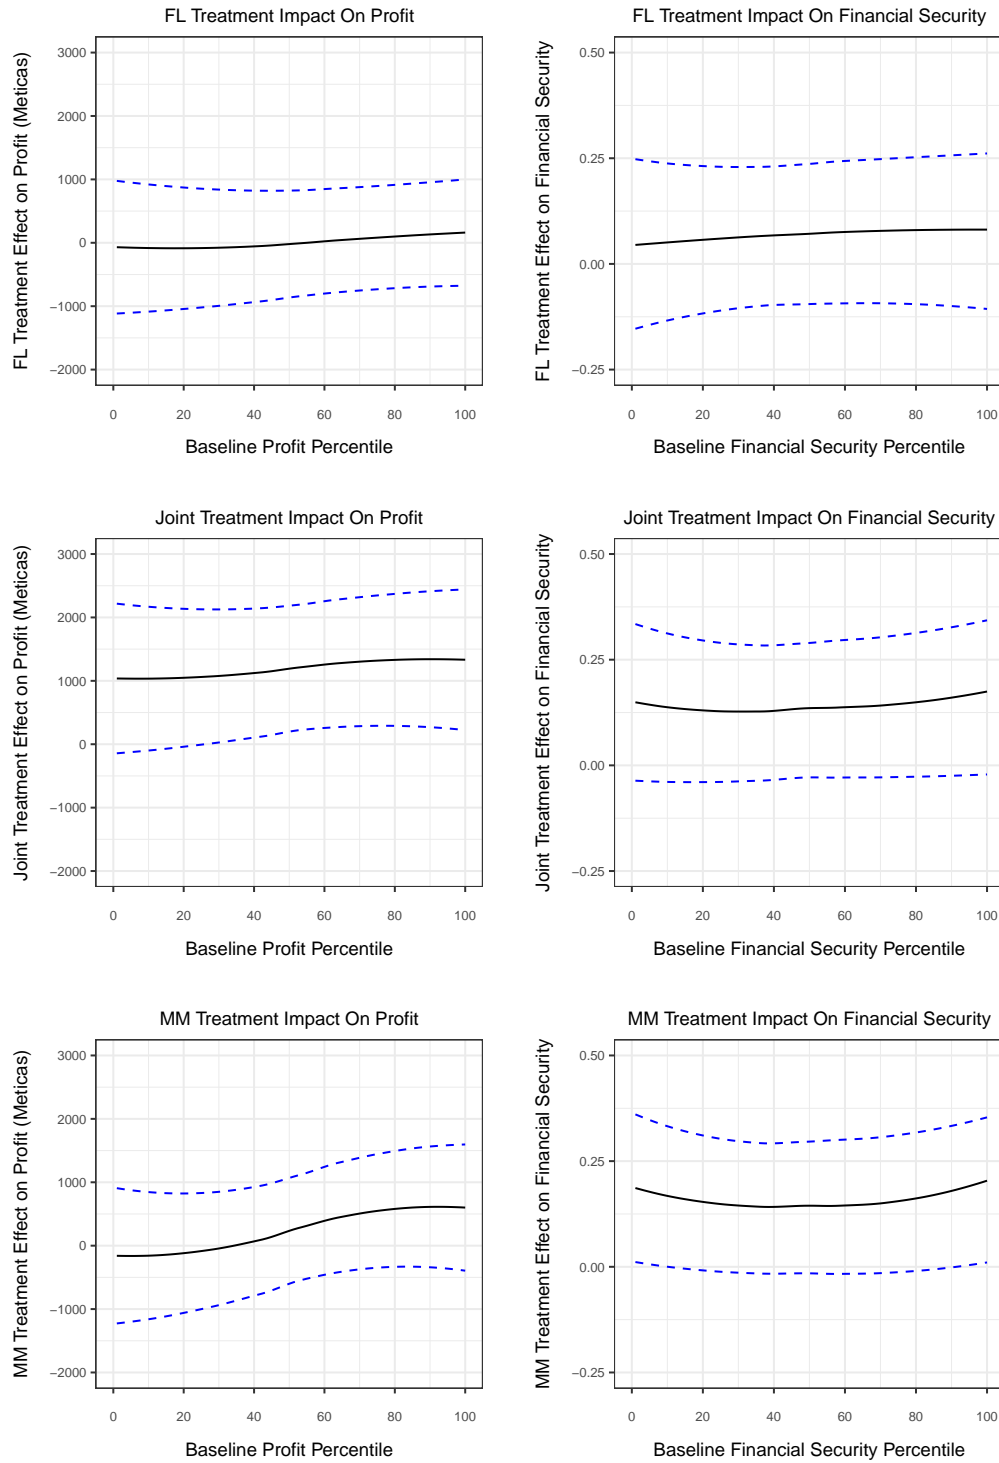 FL Treatment Impact On Profit
FL Treatment Effect on Profit (Meticas)
3000
2000
1000
0
−1000
−2000
0 20 40 60 80 100
Baseline Profit Percentile
FL Treatment Impact On Financial Security
FL Treatment Effect on Financial Security
0.50
0.25
0.00
−0.25
0 20 40 60 80 100
Baseline Financial Security Percentile
Joint Treatment Impact On Profit
Joint Treatment Effect on Profit (Meticas)
3000
2000
1000
0
−1000
−2000
0 20 40 60 80 100
Baseline Profit Percentile
Joint Treatment Impact On Financial Security
Joint Treatment Effect on Financial Security
0.50
0.25
0.00
−0.25
0 20 40 60 80 100
Baseline Financial Security Percentile
MM Treatment Impact On Profit
MM Treatment Effect on Profit (Meticas)
3000
2000
1000
0
−1000
−2000
0 20 40 60 80 100
Baseline Profit Percentile
MM Treatment Impact On Financial Security
MM Treatment Effect on Financial Security
0.50
0.25
0.00
−0.25
0 20 40 60 80 100
Baseline Financial Security Percentile